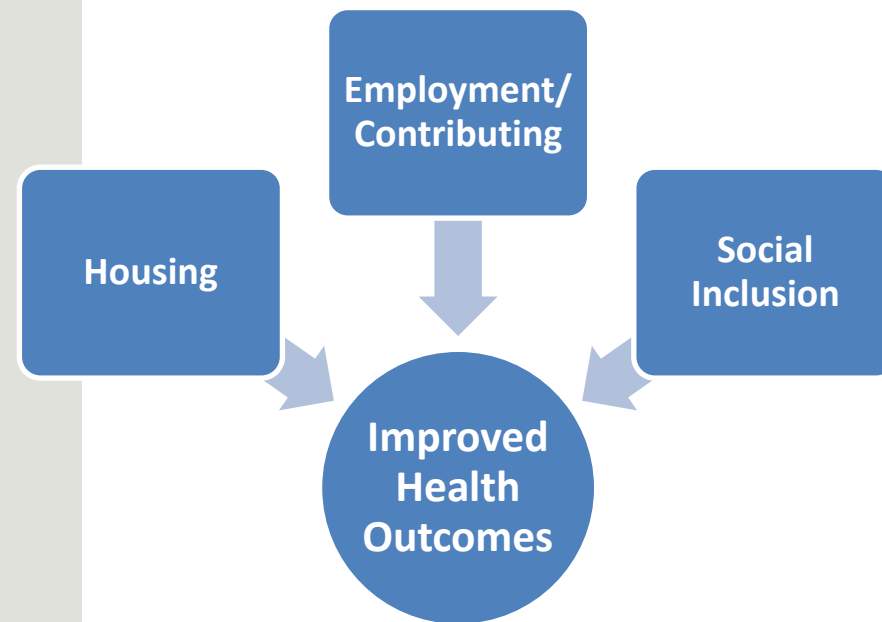 Employment/
Contributing
Housing
Social
Inclusion
Improved
Health
Outcomes